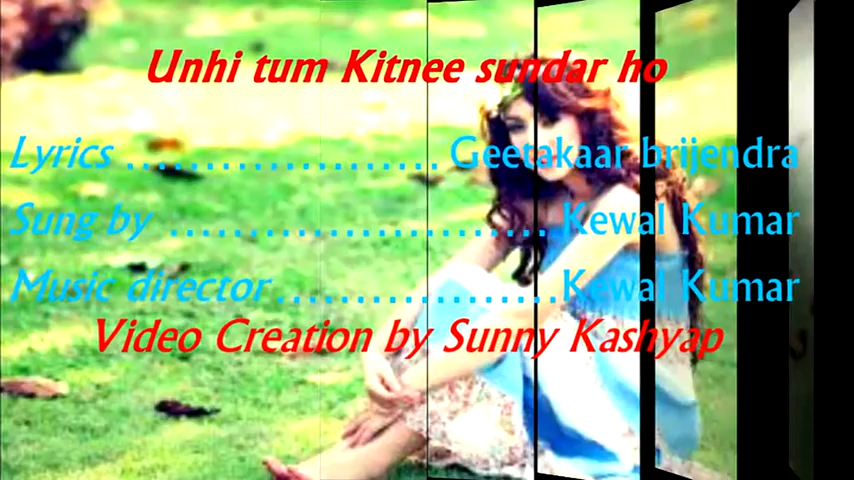 Unhi tum Kitnee sundar ho
Lyrics .................... Geetakaar brijendra
Sung by ........................ Kewal Kumar
Music director..................Kewal Kumar
Video Creation by Sunny Kashyap